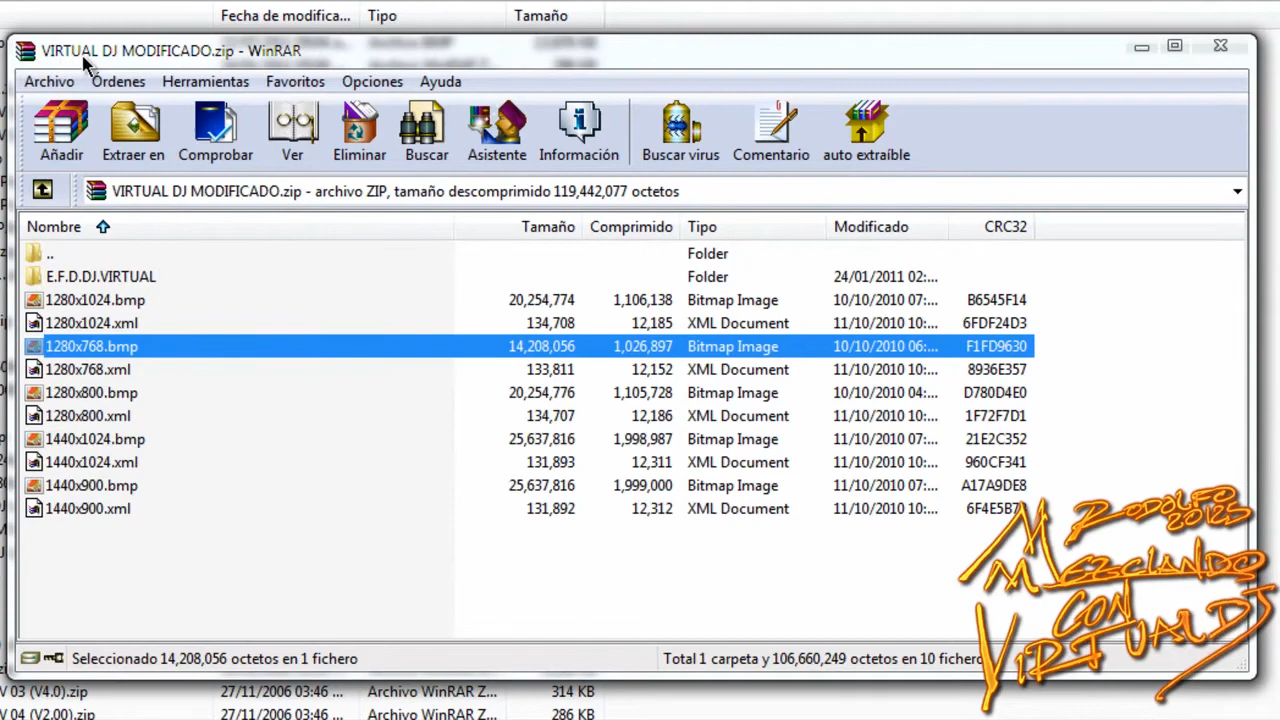 Fecha de modifica... Tipo Tamaño
VIRTUAL DJ MODIFICADO.zip - WinRAR
Archivo Órdenes Herramientas Favoritos Opciones Ayuda
Añadir Extraer en Comprobar Ver Eliminar Buscar Asistente Información Buscar virus Comentario auto extraíble
VIRTUAL DJ MODIFICADO.zip - archivo ZIP, tamaño descomprimido 119,442,077 octetos
Nombre Tamaño Comprimido Tipo Modificado CRC32
.. Folder
E.F.D.DJ.VIRTUAL Folder 24/01/2011 02:...
1280x1024.bmp 20,254,774 1,106,138 Bitmap Image 10/10/2010 07:... B6545F14
1280x1024.xml 134,708 12,185 XML Document 11/10/2010 10:... 6FDF24D3
1280x768.bmp 14,208,056 1,026,897 Bitmap Image 10/10/2010 06:... F1FD9630
1280x768.xml 133,811 12,152 XML Document 11/10/2010 10:... 8936E357
1280x800.bmp 20,254,776 1,105,728 Bitmap Image 10/10/2010 04:... D780D4E0
1280x800.xml 134,707 12,186 XML Document 11/10/2010 10:... 1F72F7D1
1440x1024.bmp 25,637,816 1,998,987 Bitmap Image 11/10/2010 07:... 21E2C352
1440x1024.xml 131,893 12,311 XML Document 11/10/2010 10:... 960CF341
1440x900.bmp 25,637,816 1,999,000 Bitmap Image 11/10/2010 07:... A17A9DE8
1440x900.xml 131,892 12,312 XML Document 11/10/2010 10:... 6F4E5B7
RODOLFO
20125
MEZCLANDO
CON
VIRTUAL DJ
Seleccionado 14,208,056 octetos en 1 fichero Total 1 carpeta y 106,660,249 octetos en 10 fichero
V 03 (V4.0).zip 27/11/2006 03:46 ... Archivo WinRAR Z... 314 KB
V 04 (V2.00).zip 27/11/2006 03:46 ... Archivo WinRAR Z... 286 KB